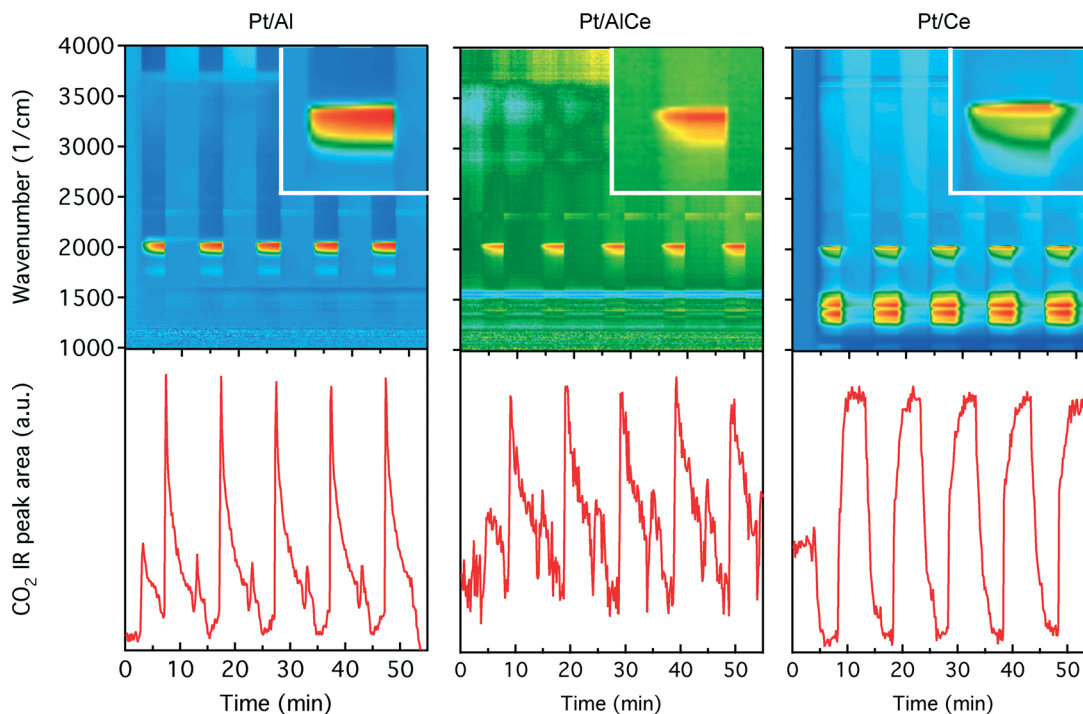 Pt/Al
Pt/AlCe
Pt/Ce
Wavenumber (1/cm)
4000
3500
3000
2500
2000
1500
1000
CO₂ IR peak area (a.u.)
0 10 20 30 40 50
0 10 20 30 40 50
0 10 20 30 40 50
Time (min)
Time (min)
Time (min)